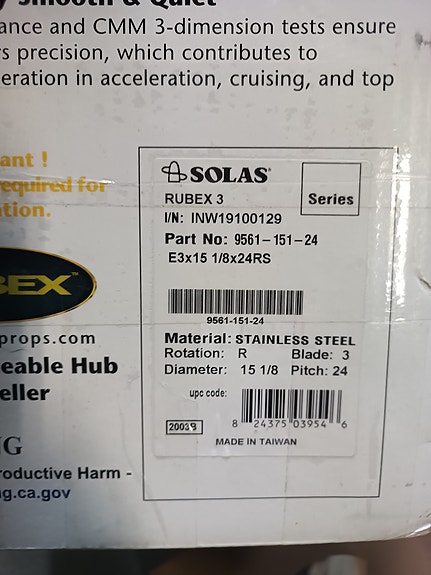 Smooth & Quiet
ance and CMM 3-dimension tests ensure
s precision, which contributes to
eration in acceleration, cruising, and top
ant !
equired for
tion.
SOLAS
RUBEX 3
Series
I/N: INW19100129
Part No: 9561-151-24
E3x15 1/8x24RS
BEX™
9561-151-24
props.com
Material: STAINLESS STEEL
eable Hub
Rotation: R Blade: 3
Diameter: 15 1/8 Pitch: 24
eller
upc code:
20039
8 24375 03954 6
MADE IN TAIWAN
G
roductive Harm -
g.ca.gov